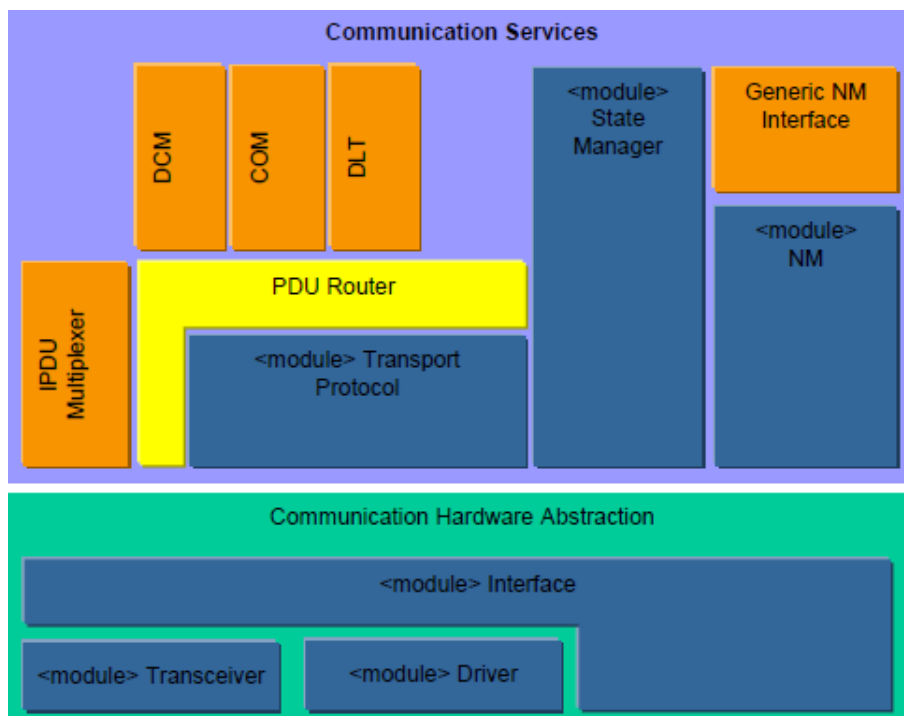 Communication Services
DCM
COM
DLT
<module>
State
Manager
Generic NM
Interface
<module>
NM
IPDU
Multiplexer
PDU Router
<module> Transport
Protocol
Communication Hardware Abstraction
<module> Interface
<module> Transceiver
<module> Driver